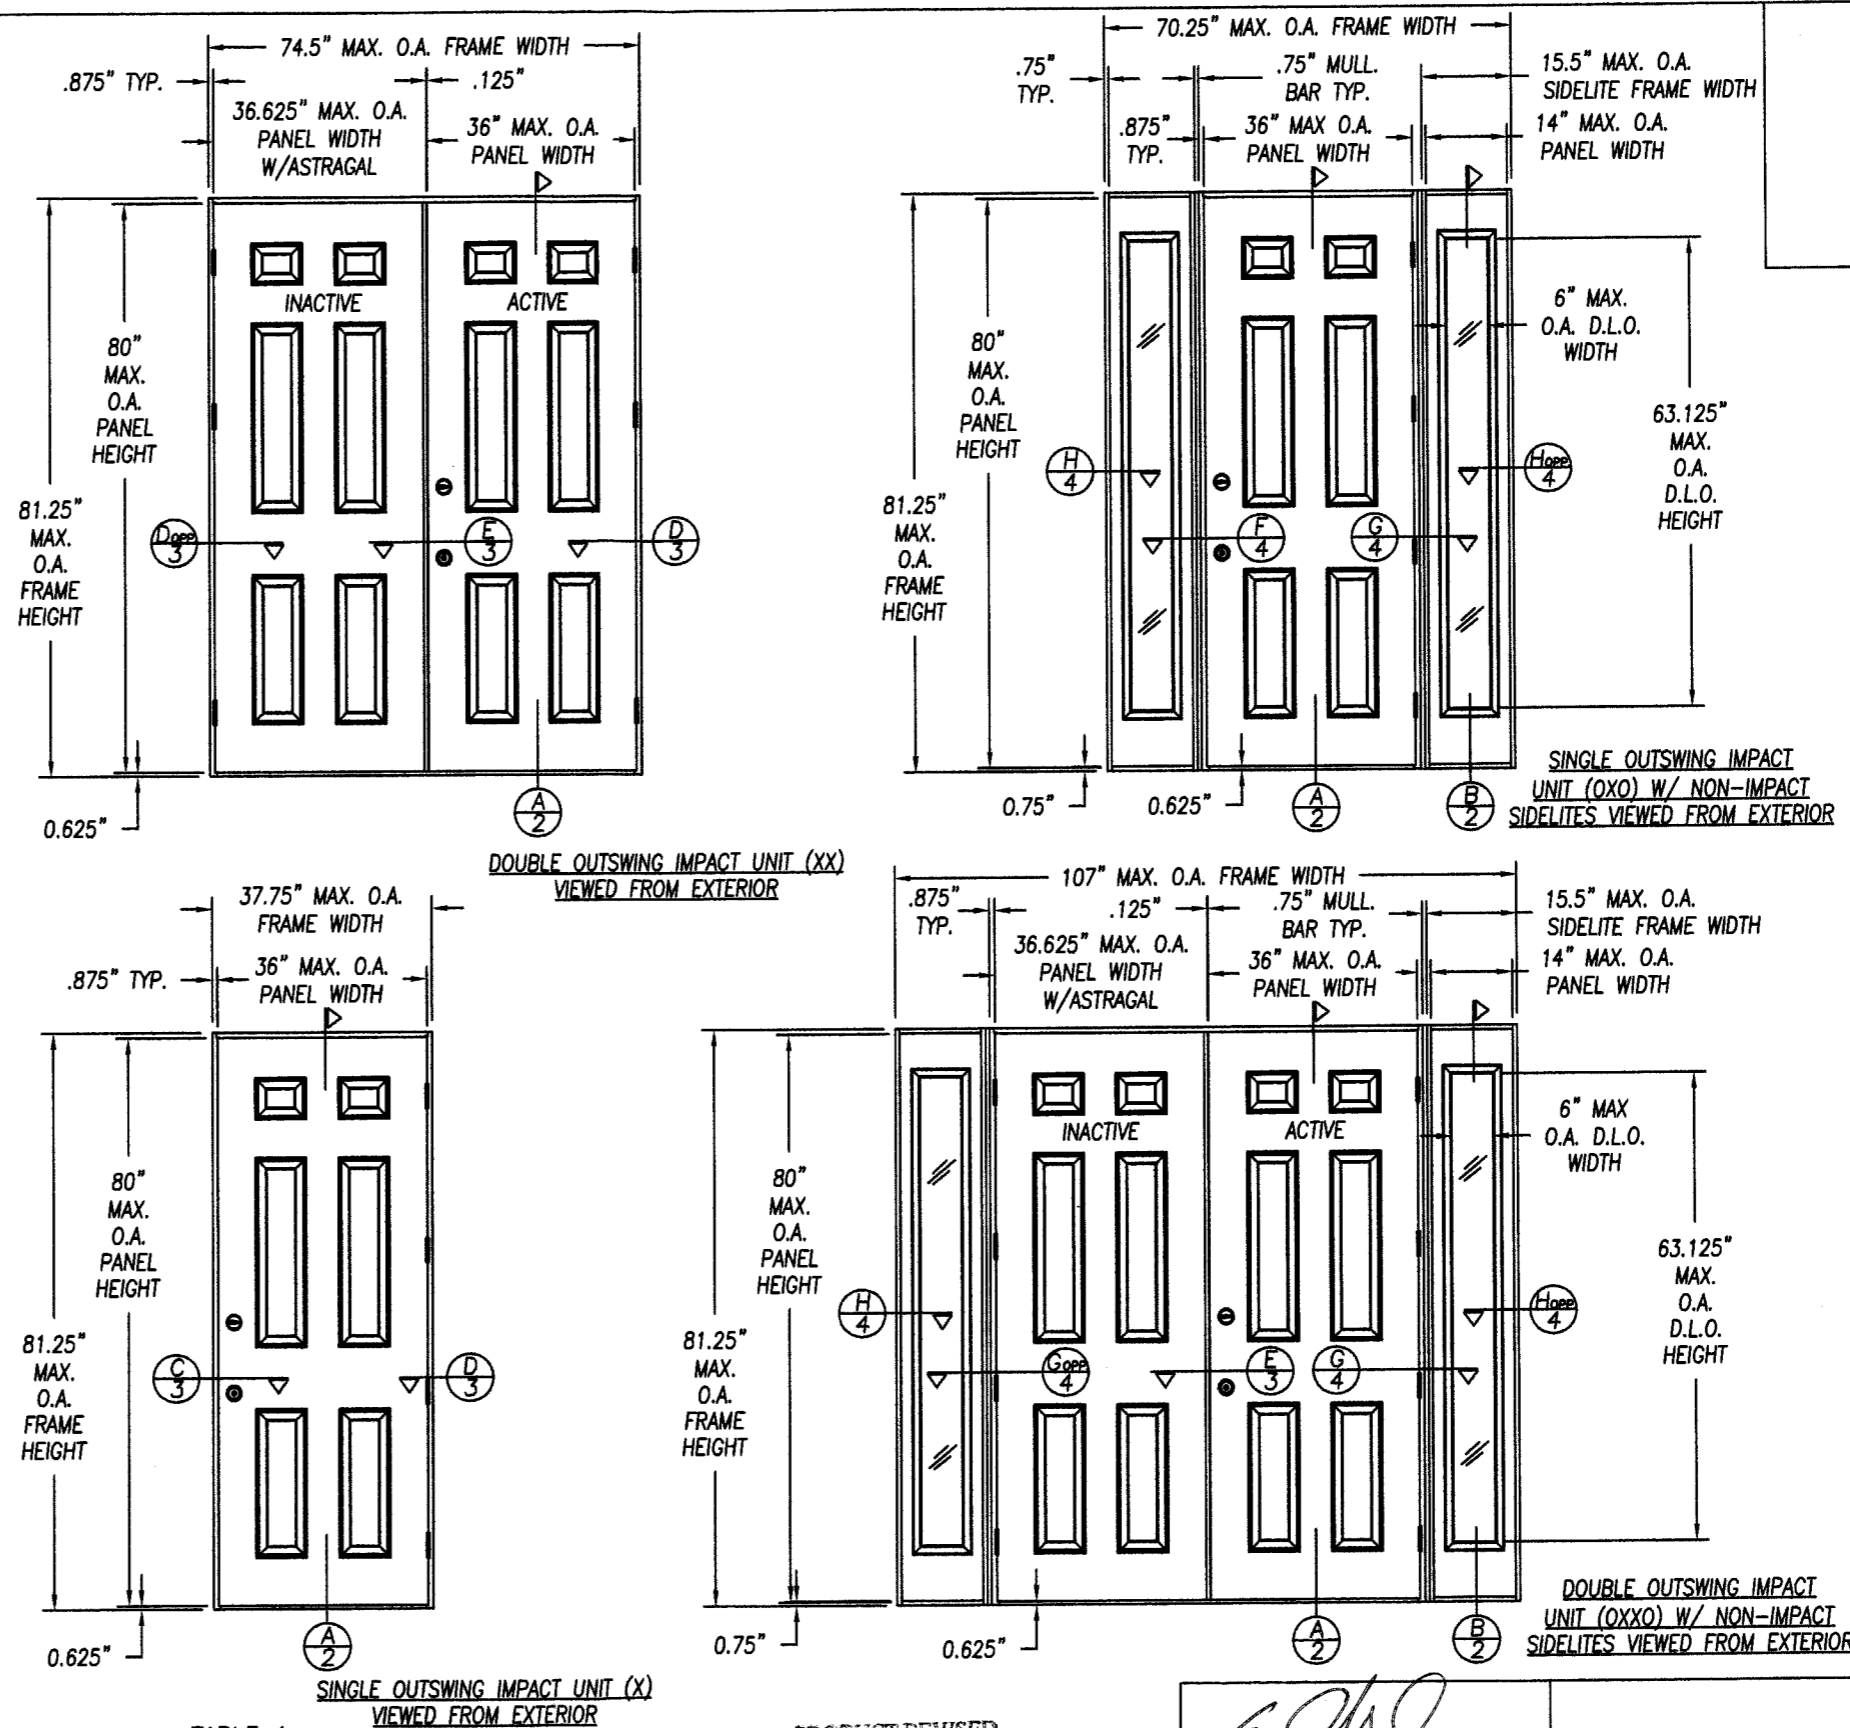 74.5" MAX. O.A. FRAME WIDTH
.875" TYP.
.125"
36.625" MAX. O.A.
PANEL WIDTH
W/ASTRAGAL
36" MAX. O.A.
PANEL WIDTH
INACTIVE
ACTIVE
80"
MAX.
O.A.
PANEL
HEIGHT
81.25"
MAX.
O.A.
FRAME
HEIGHT
DOPP
3
E
3
D
3
0.625"
A
2
DOUBLE OUTSWING IMPACT UNIT (XX)
VIEWED FROM EXTERIOR
70.25" MAX. O.A. FRAME WIDTH
.75"
TYP.
.75" MULL.
BAR TYP.
15.5" MAX. O.A.
SIDELITE FRAME WIDTH
.875"
TYP.
36" MAX O.A.
PANEL WIDTH
14" MAX. O.A.
PANEL WIDTH
6" MAX.
O.A. D.L.O.
WIDTH
80"
MAX.
O.A.
PANEL
HEIGHT
63.125"
MAX.
O.A.
D.L.O.
HEIGHT
H
4
HOPP
4
81.25"
MAX.
O.A.
FRAME
HEIGHT
F
4
G
4
0.75"
0.625"
A
2
B
2
SINGLE OUTSWING IMPACT
UNIT (OXO) W/ NON-IMPACT
SIDELITES VIEWED FROM EXTERIOR
37.75" MAX. O.A.
FRAME WIDTH
.875" TYP.
36" MAX. O.A.
PANEL WIDTH
80"
MAX.
O.A.
PANEL
HEIGHT
81.25"
MAX.
O.A.
FRAME
HEIGHT
C
3
D
3
0.625"
A
2
SINGLE OUTSWING IMPACT UNIT (X)
VIEWED FROM EXTERIOR
107" MAX. O.A. FRAME WIDTH
.875"
TYP.
.125"
.75" MULL.
BAR TYP.
15.5" MAX. O.A.
SIDELITE FRAME WIDTH
36.625" MAX. O.A.
PANEL WIDTH
W/ASTRAGAL
36" MAX. O.A.
PANEL WIDTH
14" MAX. O.A.
PANEL WIDTH
INACTIVE
ACTIVE
6" MAX
O.A. D.L.O.
WIDTH
80"
MAX.
O.A.
PANEL
HEIGHT
63.125"
MAX.
O.A.
D.L.O.
HEIGHT
H
4
HOPP
4
81.25"
MAX.
O.A.
FRAME
HEIGHT
GOPP
4
E
3
G
4
0.75"
0.625"
A
2
B
2
DOUBLE OUTSWING IMPACT
UNIT (OXXO) W/ NON-IMPACT
SIDELITES VIEWED FROM EXTERIOR
PRODUCT REVISED